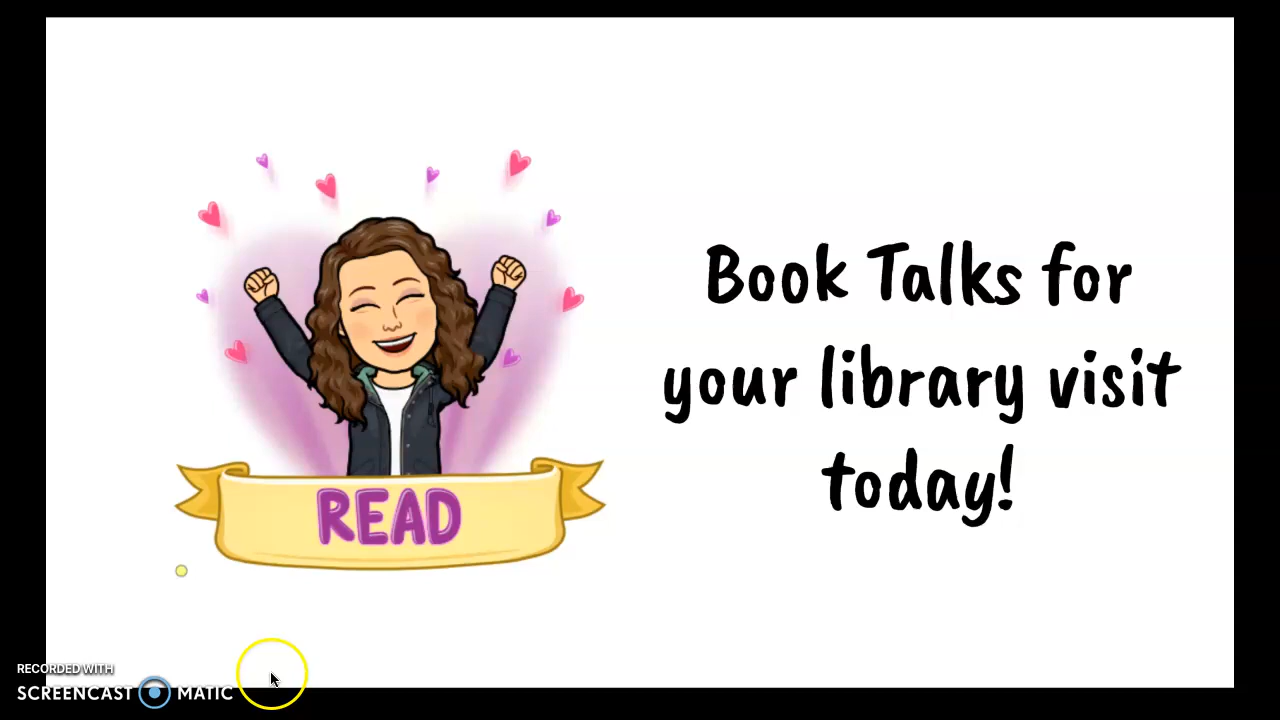 Book Talks for
your library visit
today!
READ
RECORDED WITH
SCREENCAST MATIC